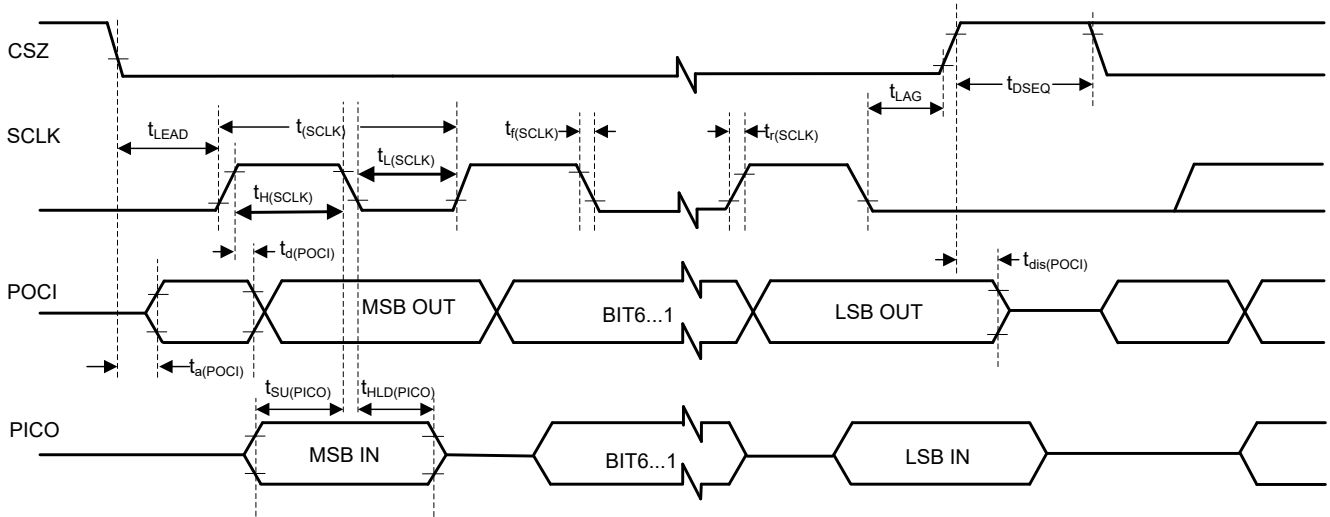 CSZ
tLAG
tDSEQ
SCLK
tLEAD
t(SCLK)
tf(SCLK)
tr(SCLK)
tL(SCLK)
tH(SCLK)
td(POCI)
tdis(POCI)
POCI
MSB OUT
BIT6...1
LSB OUT
ta(POCI)
tSU(PICO)
tHLD(PICO)
PICO
MSB IN
BIT6...1
LSB IN